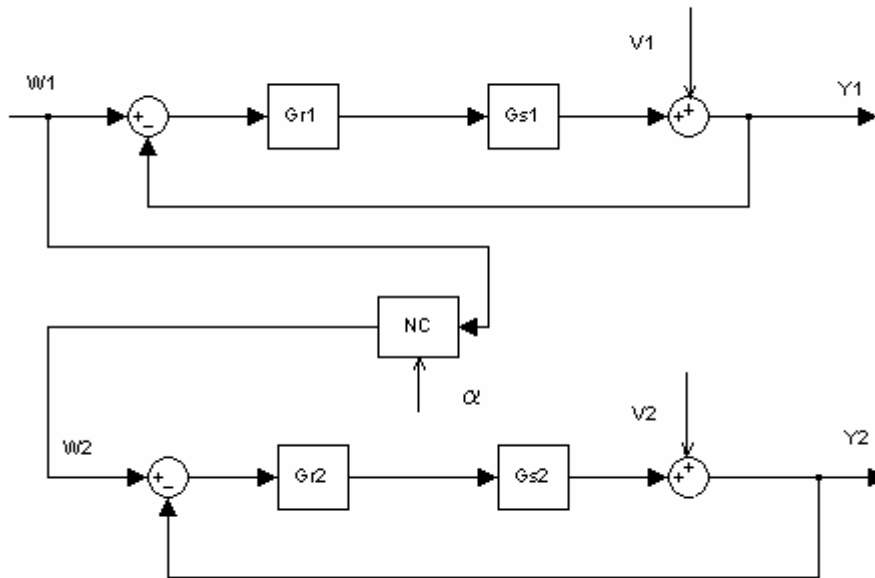 V1
W1
Y1
+
-
Gr1
Gs1
+
+
NC
α
V2
W2
Y2
+
-
Gr2
Gs2
+
+